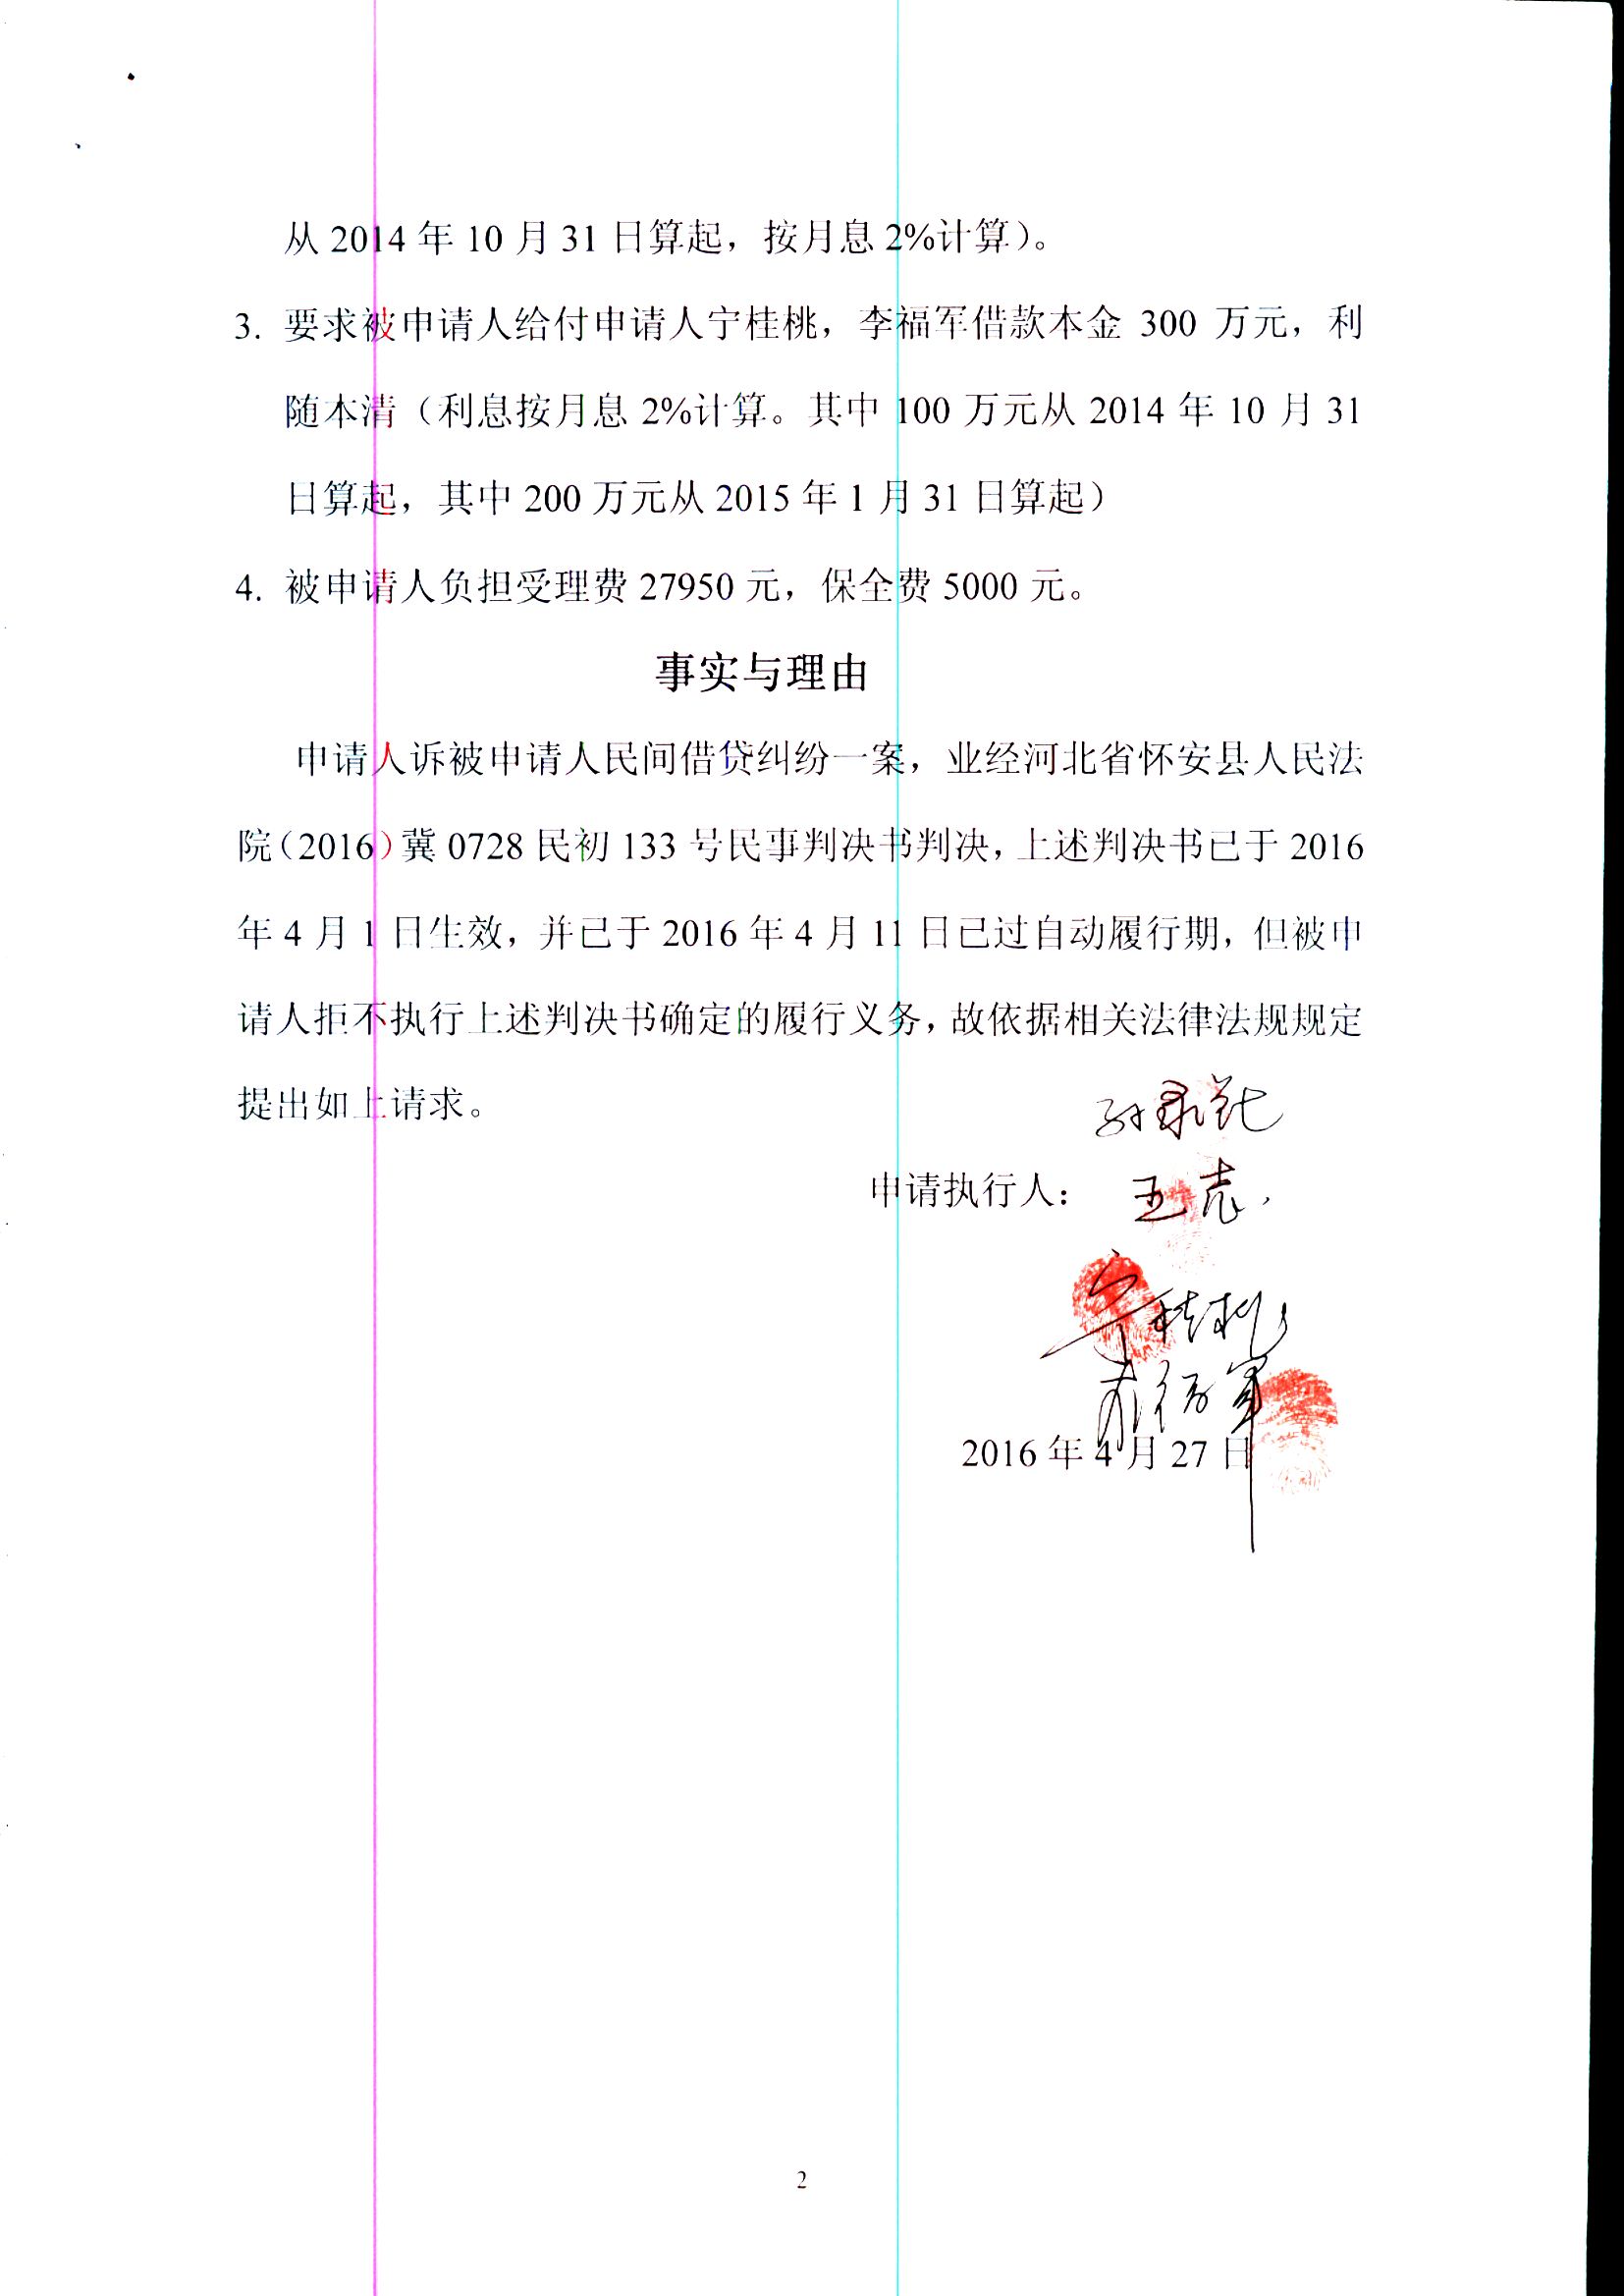 从 2014 年 10 月 31 日算起，按月息 2%计算）。
3. 要求被申请人给付申请人宁桂桃，李福军借款本金 300 万元，利
随本清（利息按月息 2%计算。其中 100 万元从 2014 年 10 月 31
日算起，其中 200 万元从 2015 年 1 月 31 日算起）
4. 被申请人负担受理费 27950 元，保全费 5000 元。
事实与理由
申请人诉被申请人民间借贷纠纷一案，业经河北省怀安县人民法
院（2016）冀 0728 民初 133 号民事判决书判决，上述判决书已于 2016
年 4 月 1 日生效，并已于 2016 年 4 月 11 日已过自动履行期，但被申
请人拒不执行上述判决书确定的履行义务，故依据相关法律法规规定
提出如上请求。
申请执行人： 王志
宁桂桃
李福军
2016 年 4 月 27 日
2